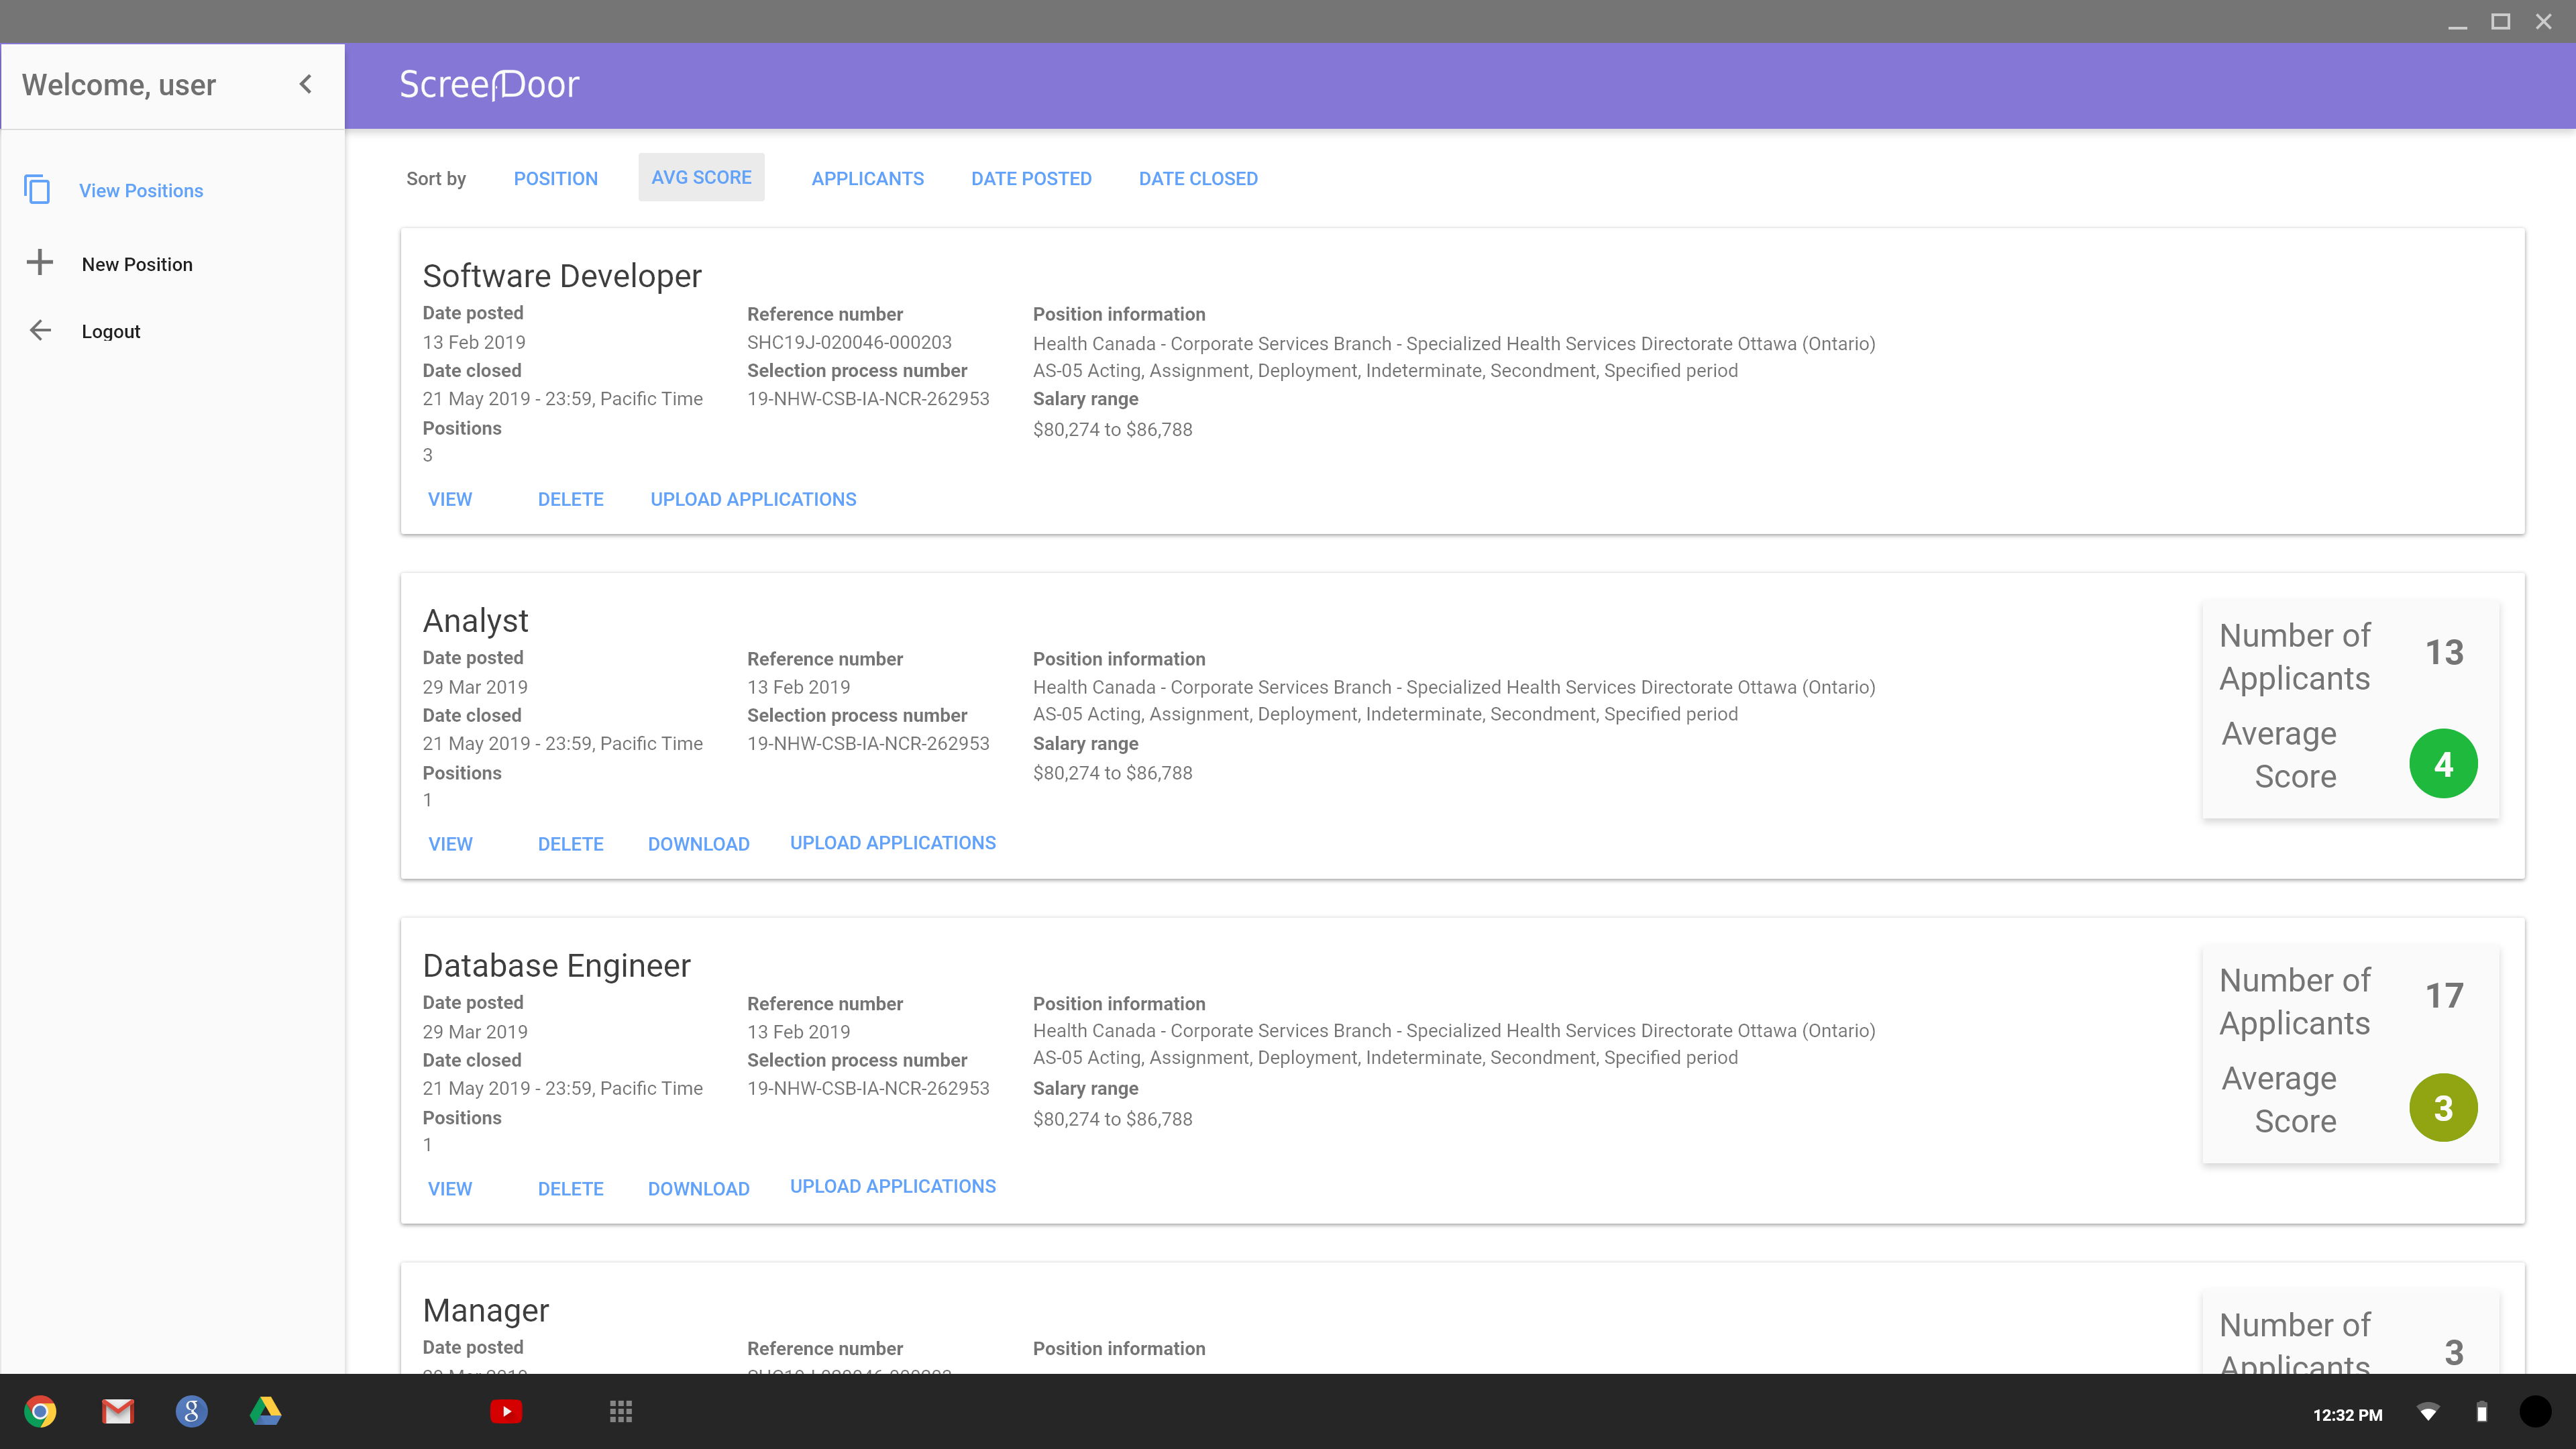 Welcome, user
ScreenDoor
View Positions
New Position
Logout
Sort by POSITION AVG SCORE APPLICANTS DATE POSTED DATE CLOSED
Software Developer
Date posted Reference number Position information
13 Feb 2019 SHC19J-020046-000203 Health Canada - Corporate Services Branch - Specialized Health Services Directorate Ottawa (Ontario)
Date closed Selection process number AS-05 Acting, Assignment, Deployment, Indeterminate, Secondment, Specified period
21 May 2019 - 23:59, Pacific Time 19-NHW-CSB-IA-NCR-262953 Salary range
Positions $80,274 to $86,788
3
VIEW DELETE UPLOAD APPLICATIONS
Analyst
Date posted Reference number Position information
29 Mar 2019 13 Feb 2019 Health Canada - Corporate Services Branch - Specialized Health Services Directorate Ottawa (Ontario)
Date closed Selection process number AS-05 Acting, Assignment, Deployment, Indeterminate, Secondment, Specified period
21 May 2019 - 23:59, Pacific Time 19-NHW-CSB-IA-NCR-262953 Salary range
Positions $80,274 to $86,788
1
VIEW DELETE DOWNLOAD UPLOAD APPLICATIONS
Number of
Applicants 13
Average
Score 4
Database Engineer
Date posted Reference number Position information
29 Mar 2019 13 Feb 2019 Health Canada - Corporate Services Branch - Specialized Health Services Directorate Ottawa (Ontario)
Date closed Selection process number AS-05 Acting, Assignment, Deployment, Indeterminate, Secondment, Specified period
21 May 2019 - 23:59, Pacific Time 19-NHW-CSB-IA-NCR-262953 Salary range
Positions $80,274 to $86,788
1
VIEW DELETE DOWNLOAD UPLOAD APPLICATIONS
Number of
Applicants 17
Average
Score 3
Manager
Date posted Reference number Position information
Number of
Applicants 3
12:32 PM